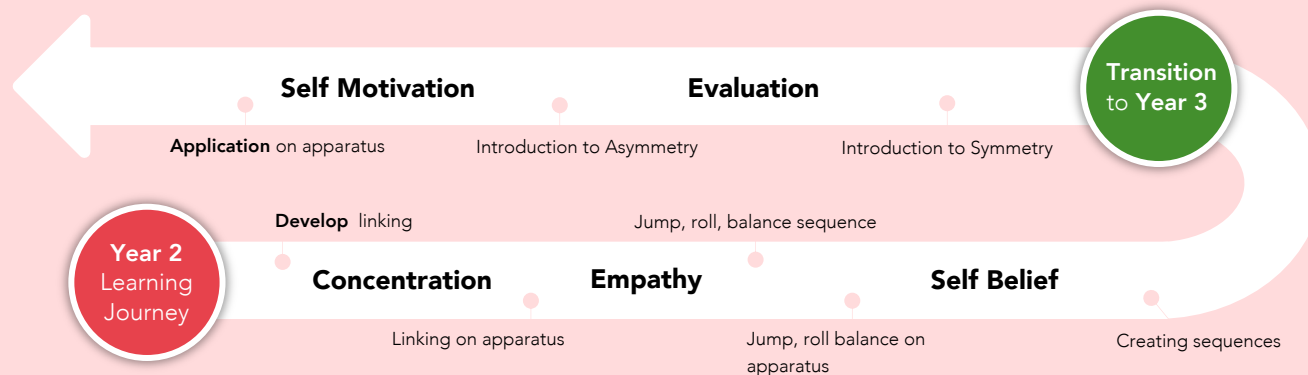 Self Motivation
Evaluation
Transition
to Year 3
Application on apparatus
Introduction to Asymmetry
Introduction to Symmetry
Year 2
Learning
Journey
Develop linking
Jump, roll, balance sequence
Concentration
Empathy
Self Belief
Linking on apparatus
Jump, roll balance on
apparatus
Creating sequences